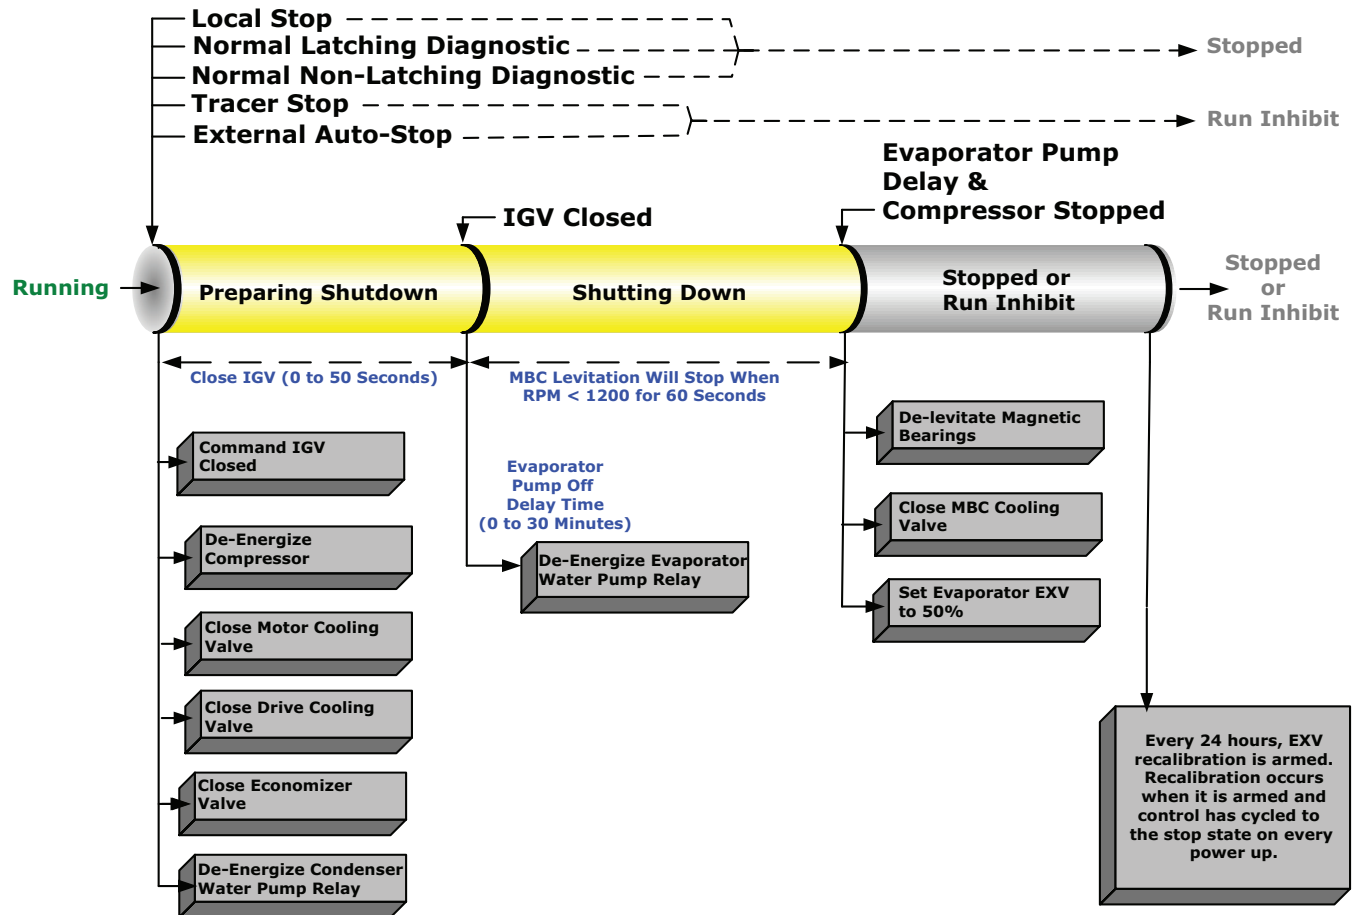 Local Stop
Normal Latching Diagnostic
Normal Non-Latching Diagnostic
Tracer Stop
External Auto-Stop
Stopped
Run Inhibit
Evaporator Pump
Delay &
Compressor Stopped
IGV Closed
Running
Preparing Shutdown
Shutting Down
Stopped or
Run Inhibit
Stopped
or
Run Inhibit
Close IGV (0 to 50 Seconds)
MBC Levitation Will Stop When
RPM < 1200 for 60 Seconds
Command IGV
Closed
De-Energize
Compressor
Close Motor Cooling
Valve
Close Drive Cooling
Valve
Close Economizer
Valve
De-Energize Condenser
Water Pump Relay
Evaporator
Pump Off
Delay Time
(0 to 30 Minutes)
De-Energize Evaporator
Water Pump Relay
De-levitate Magnetic
Bearings
Close MBC Cooling
Valve
Set Evaporator EXV
to 50%
Every 24 hours, EXV
recalibration is armed.
Recalibration occurs
when it is armed and
control has cycled to
the stop state on every
power up.